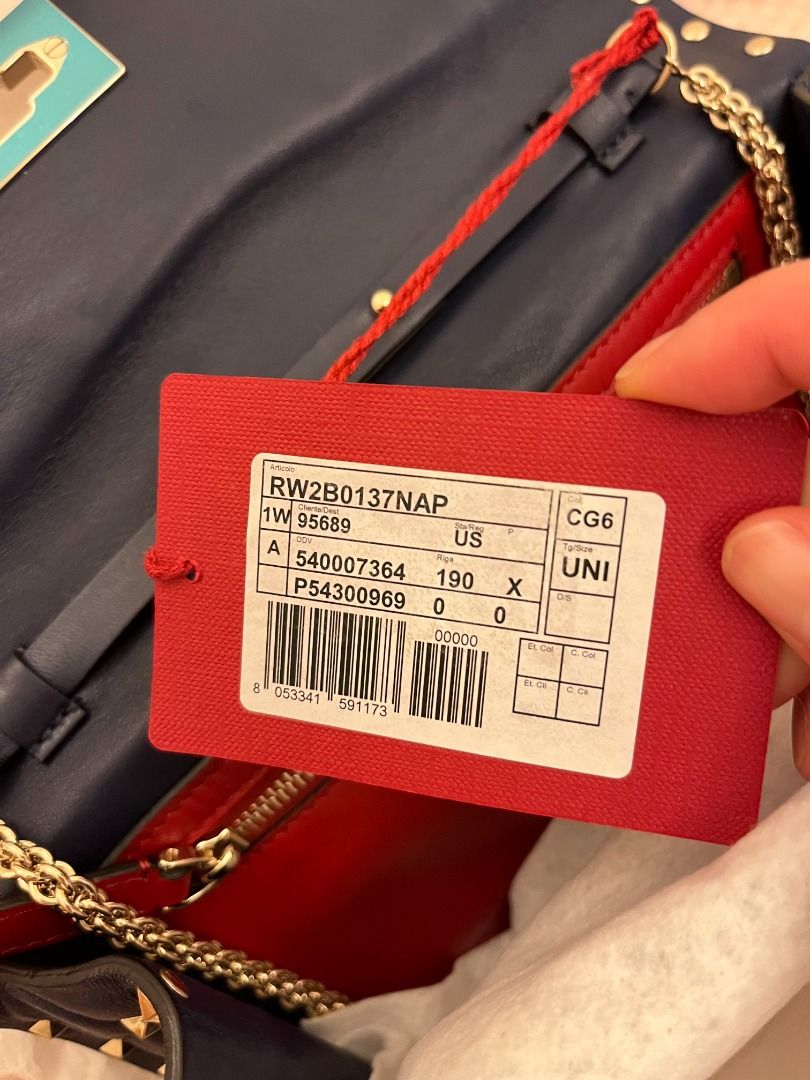 Articolo
RW2B0137NAP
Col.
CG6
1W
Cliente/Dest
95689
Sta/Reg
US
P
A
ODV
540007364
Riga
190
X
Tg/Size
UNI
P54300969
0
0
D/S
00000
8 053341 591173
Et. Col
C. Col
Et. Cli
C. Cli